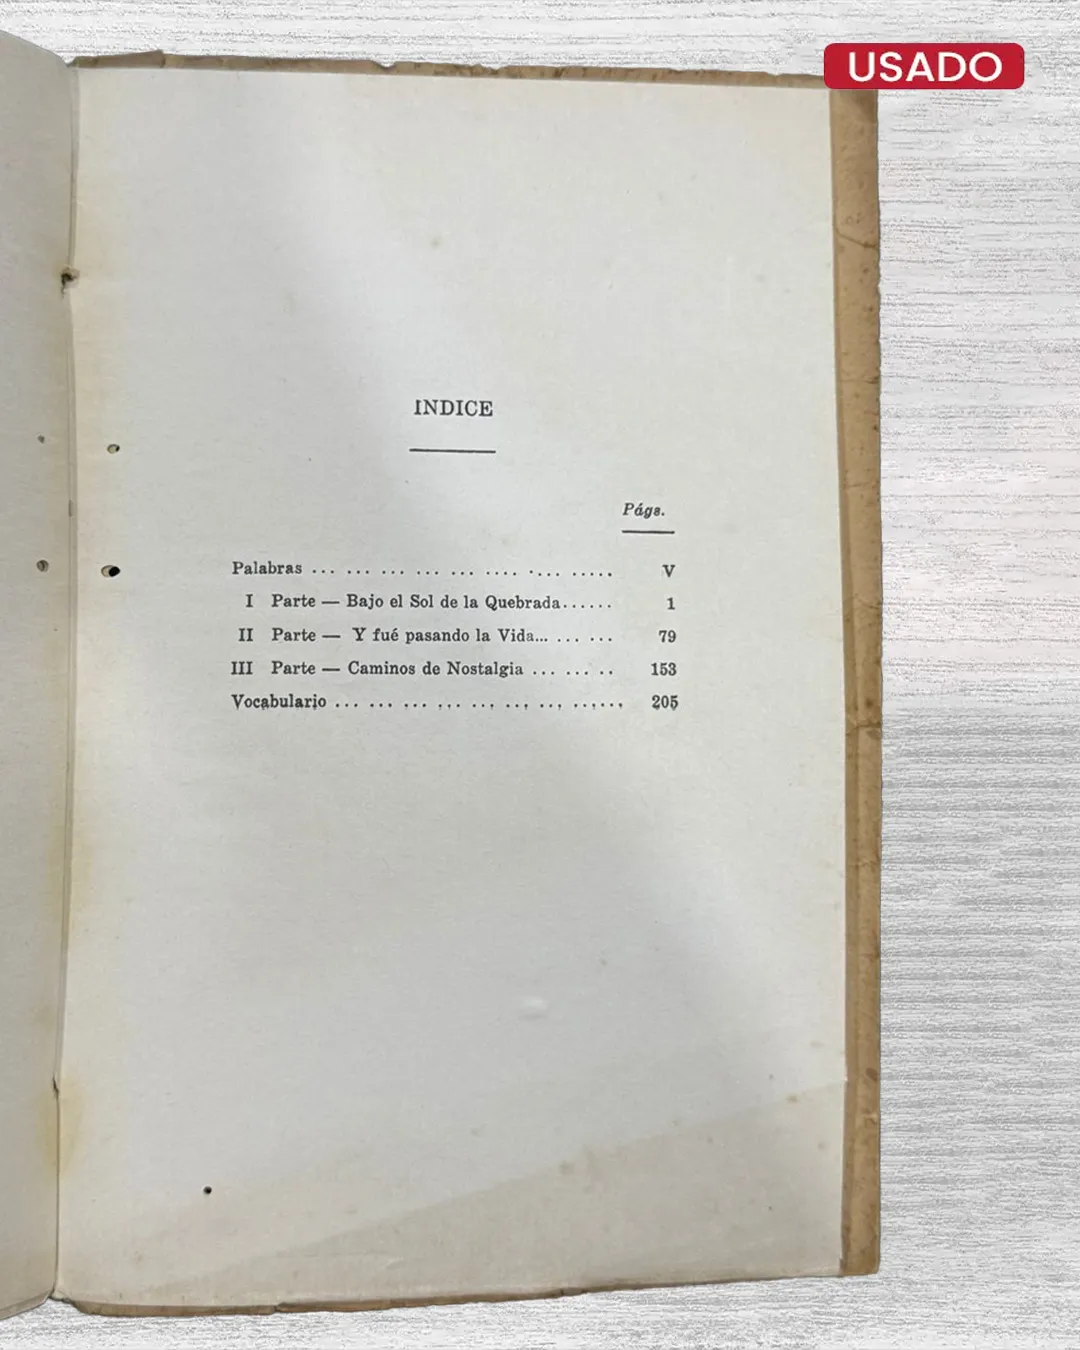 USADO
INDICE
Págs.
Palabras ... ... ... ... ... .... .... ..... V
I Parte — Bajo el Sol de la Quebrada...... 1
II Parte — Y fué pasando la Vida... ... ... 79
III Parte — Caminos de Nostalgia ... ... .. 153
Vocabulario ... ... ... ... ... ... ... ...... 205